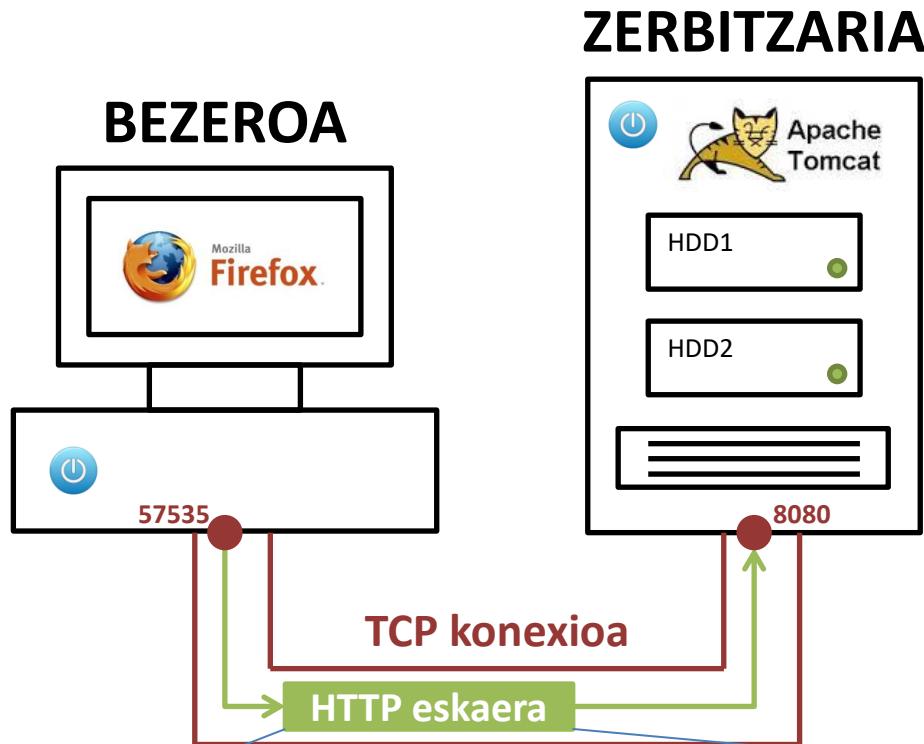 ZERBITZARIA
BEZEROA
Apache
Tomcat
Mozilla
Firefox
HDD1
HDD2
57535
8080
TCP konexioa
HTTP eskaera